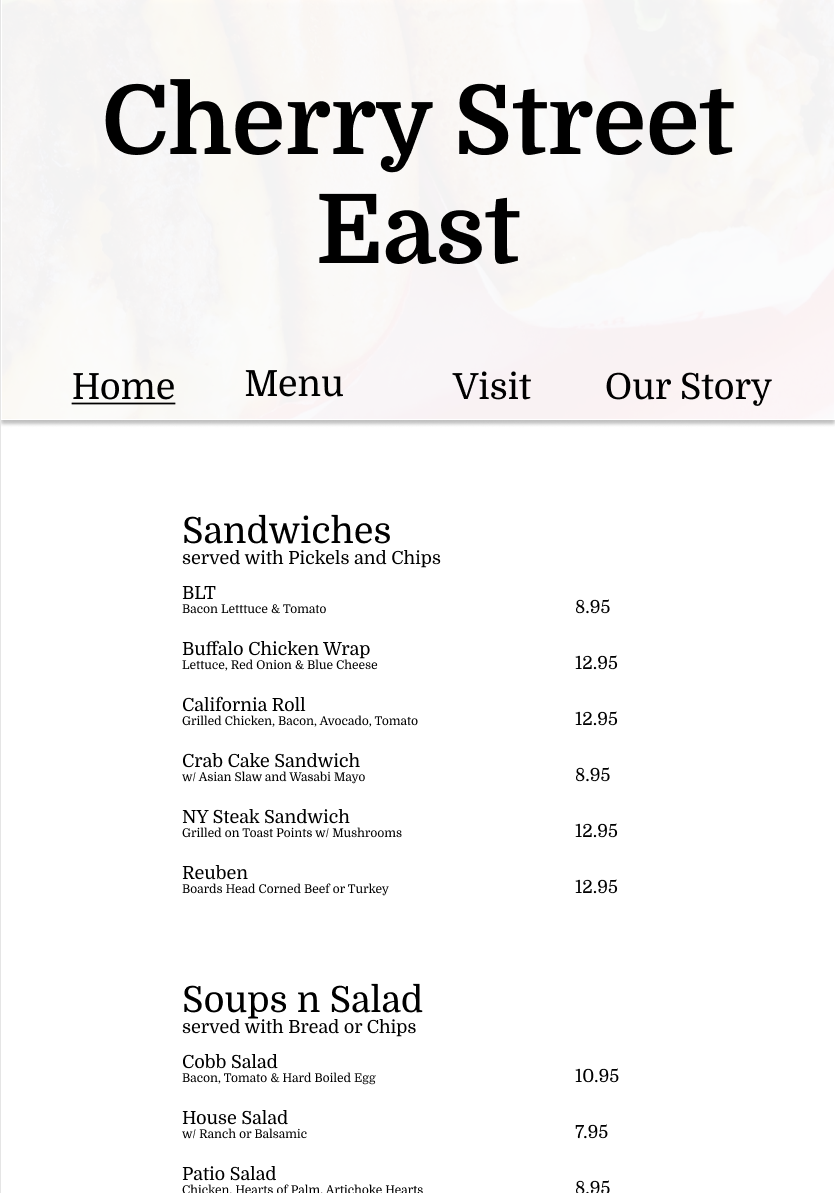 Cherry Street
East
Home Menu Visit Our Story
Sandwiches
served with Pickels and Chips
BLT
Bacon Letttuce & Tomato 8.95
Buffalo Chicken Wrap
Lettuce, Red Onion & Blue Cheese 12.95
California Roll
Grilled Chicken, Bacon, Avocado, Tomato 12.95
Crab Cake Sandwich
w/ Asian Slaw and Wasabi Mayo 8.95
NY Steak Sandwich
Grilled on Toast Points w/ Mushrooms 12.95
Reuben
Boards Head Corned Beef or Turkey 12.95
Soups n Salad
served with Bread or Chips
Cobb Salad
Bacon, Tomato & Hard Boiled Egg 10.95
House Salad
w/ Ranch or Balsamic 7.95
Patio Salad
Chicken, Hearts of Palm, Artichoke Hearts 8.95